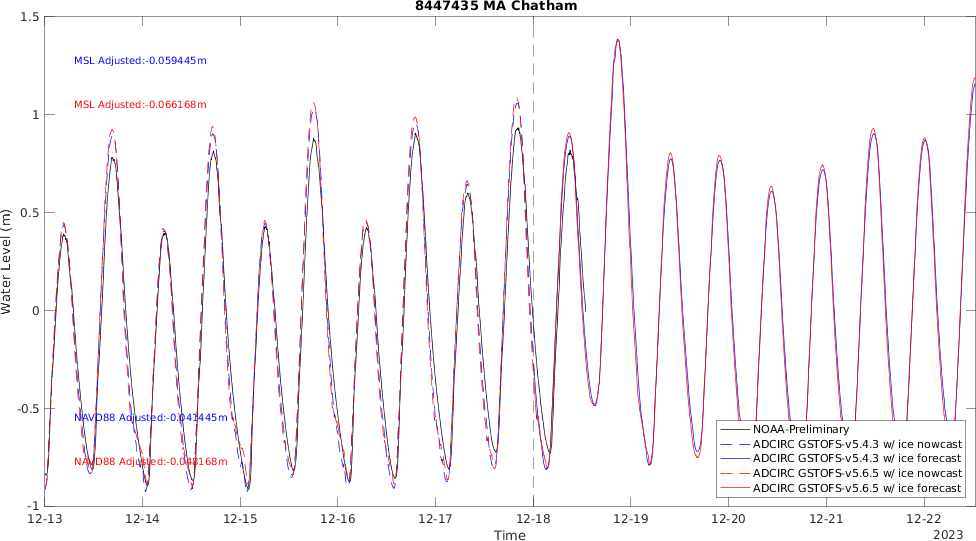 8447435 MA Chatham
1.5
MSL Adjusted:-0.059445m
MSL Adjusted:-0.066168m
1
0.5
Water Level (m)
0
-0.5
NAVD88 Adjusted:-0.041445m
NAVD88 Adjusted:-0.048168m
-1
NOAA-Preliminary
ADCIRC GSTOFS-v5.4.3 w/ ice nowcast
ADCIRC GSTOFS-v5.4.3 w/ ice forecast
ADCIRC GSTOFS-v5.6.5 w/ ice nowcast
ADCIRC GSTOFS-v5.6.5 w/ ice forecast
12-13 12-14 12-15 12-16 12-17 12-18 12-19 12-20 12-21 12-22
Time
2023